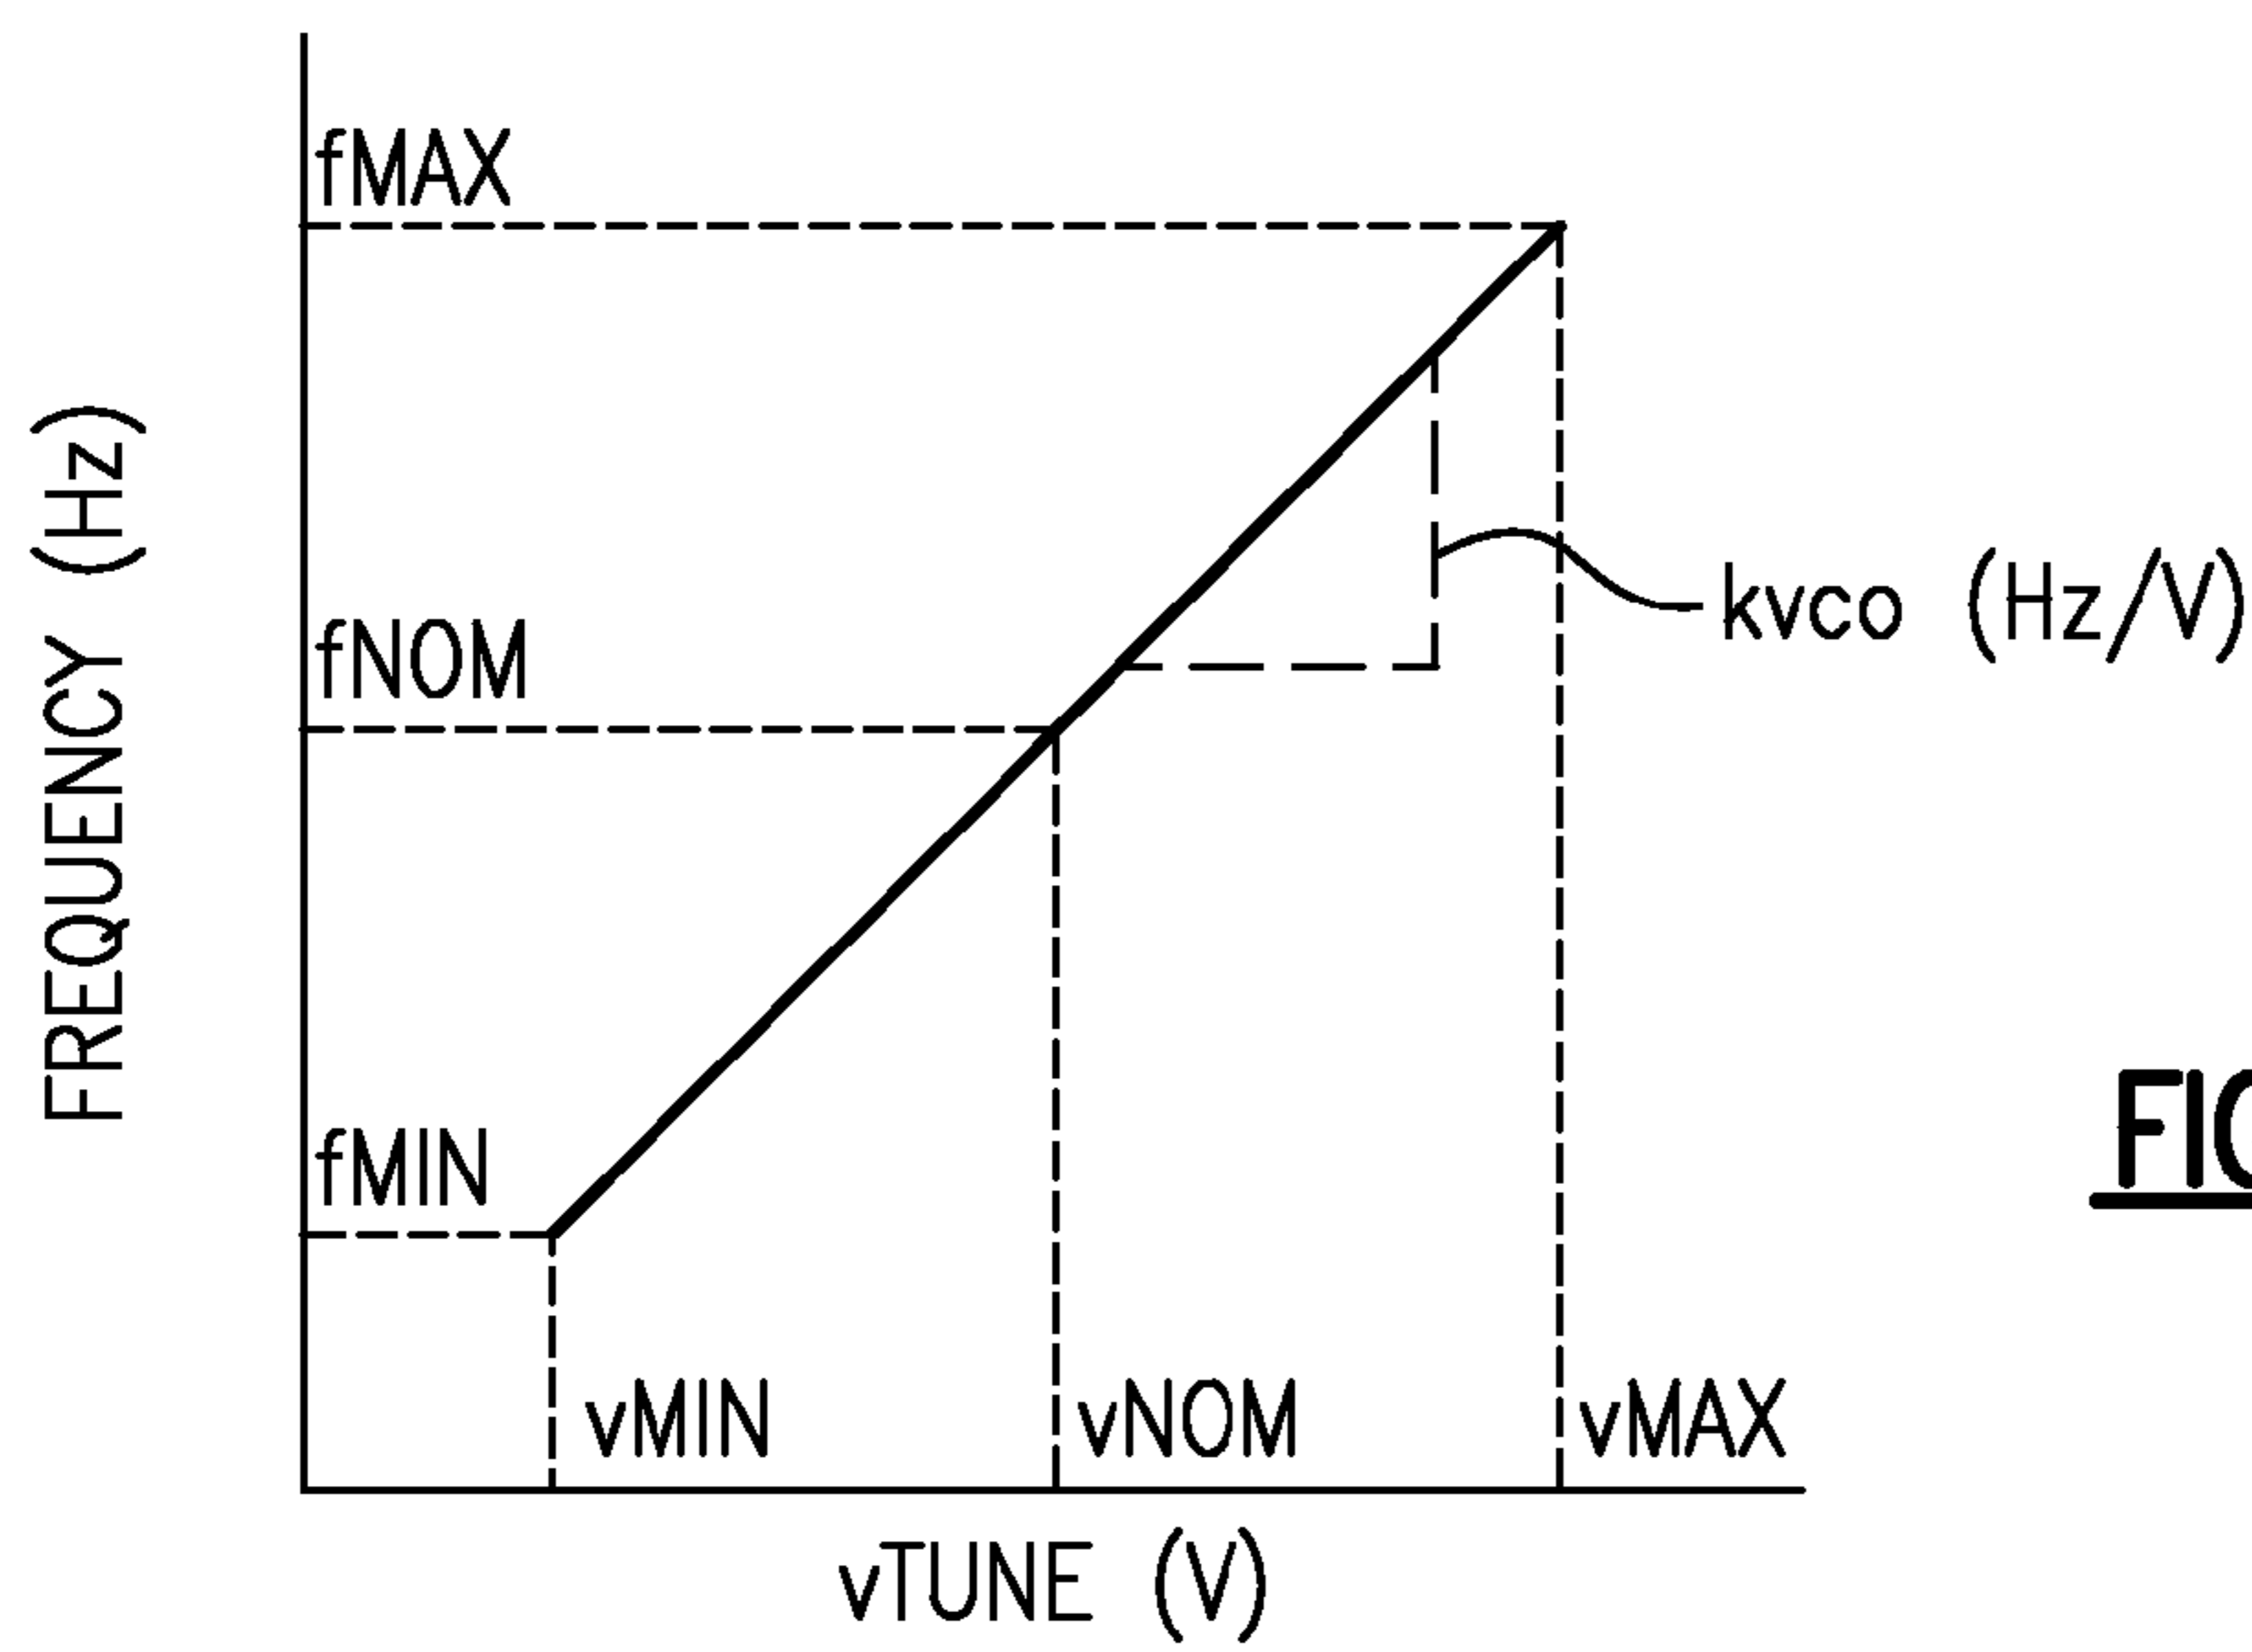 fMAX
FREQUENCY (Hz)
fNOM
kvco (Hz/V)
fMIN
vMIN
vNOM
vMAX
vTUNE (V)